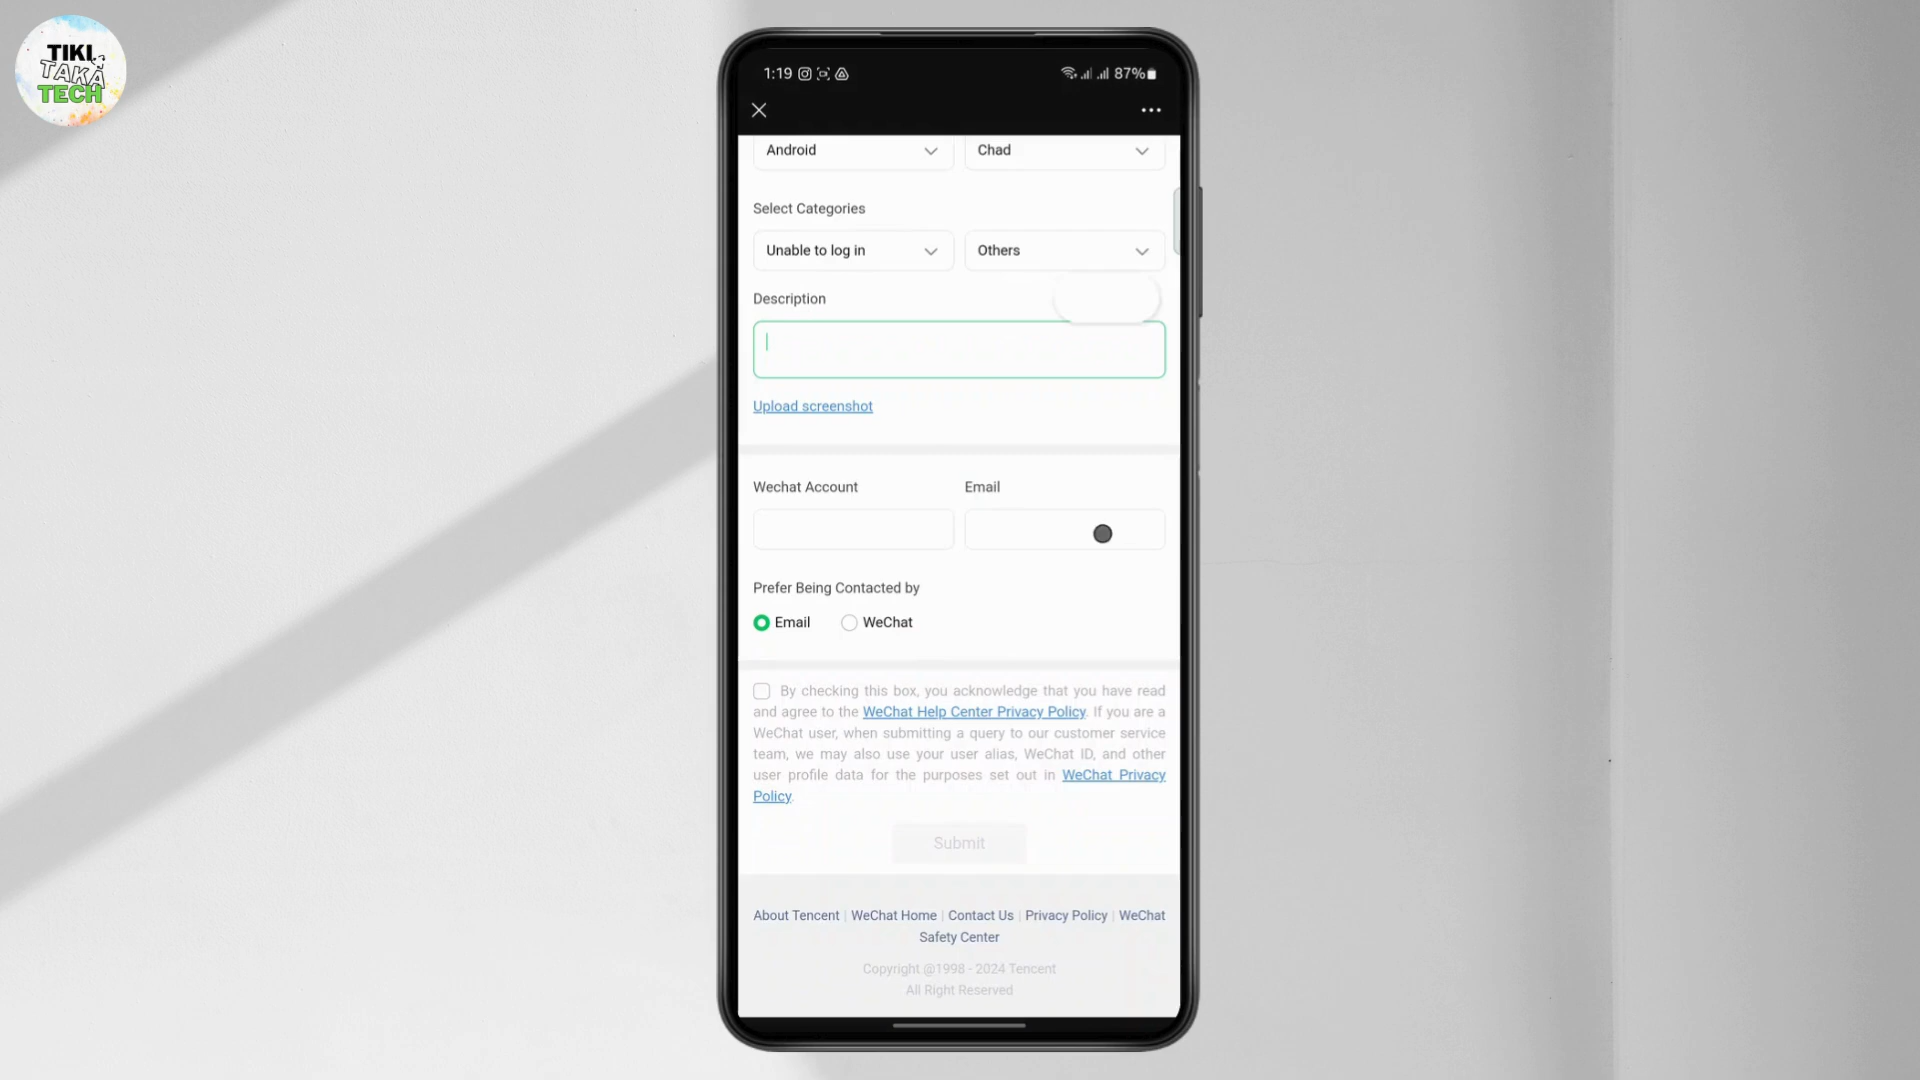 TIKI
TAKA
TECH
1:19
87%
Android
Chad
Select Categories
Unable to log in
Others
Description
Upload screenshot
Wechat Account
Email
Prefer Being Contacted by
Email
WeChat
By checking this box, you acknowledge that you have read
and agree to the WeChat Help Center Privacy Policy. If you are a
WeChat user, when submitting a query to our customer service
team, we may also use your user alias, WeChat ID, and other
user profile data for the purposes set out in WeChat Privacy
Policy.
Submit
About Tencent | WeChat Home | Contact Us | Privacy Policy | WeChat
Safety Center
Copyright @1998 - 2024 Tencent
All Right Reserved